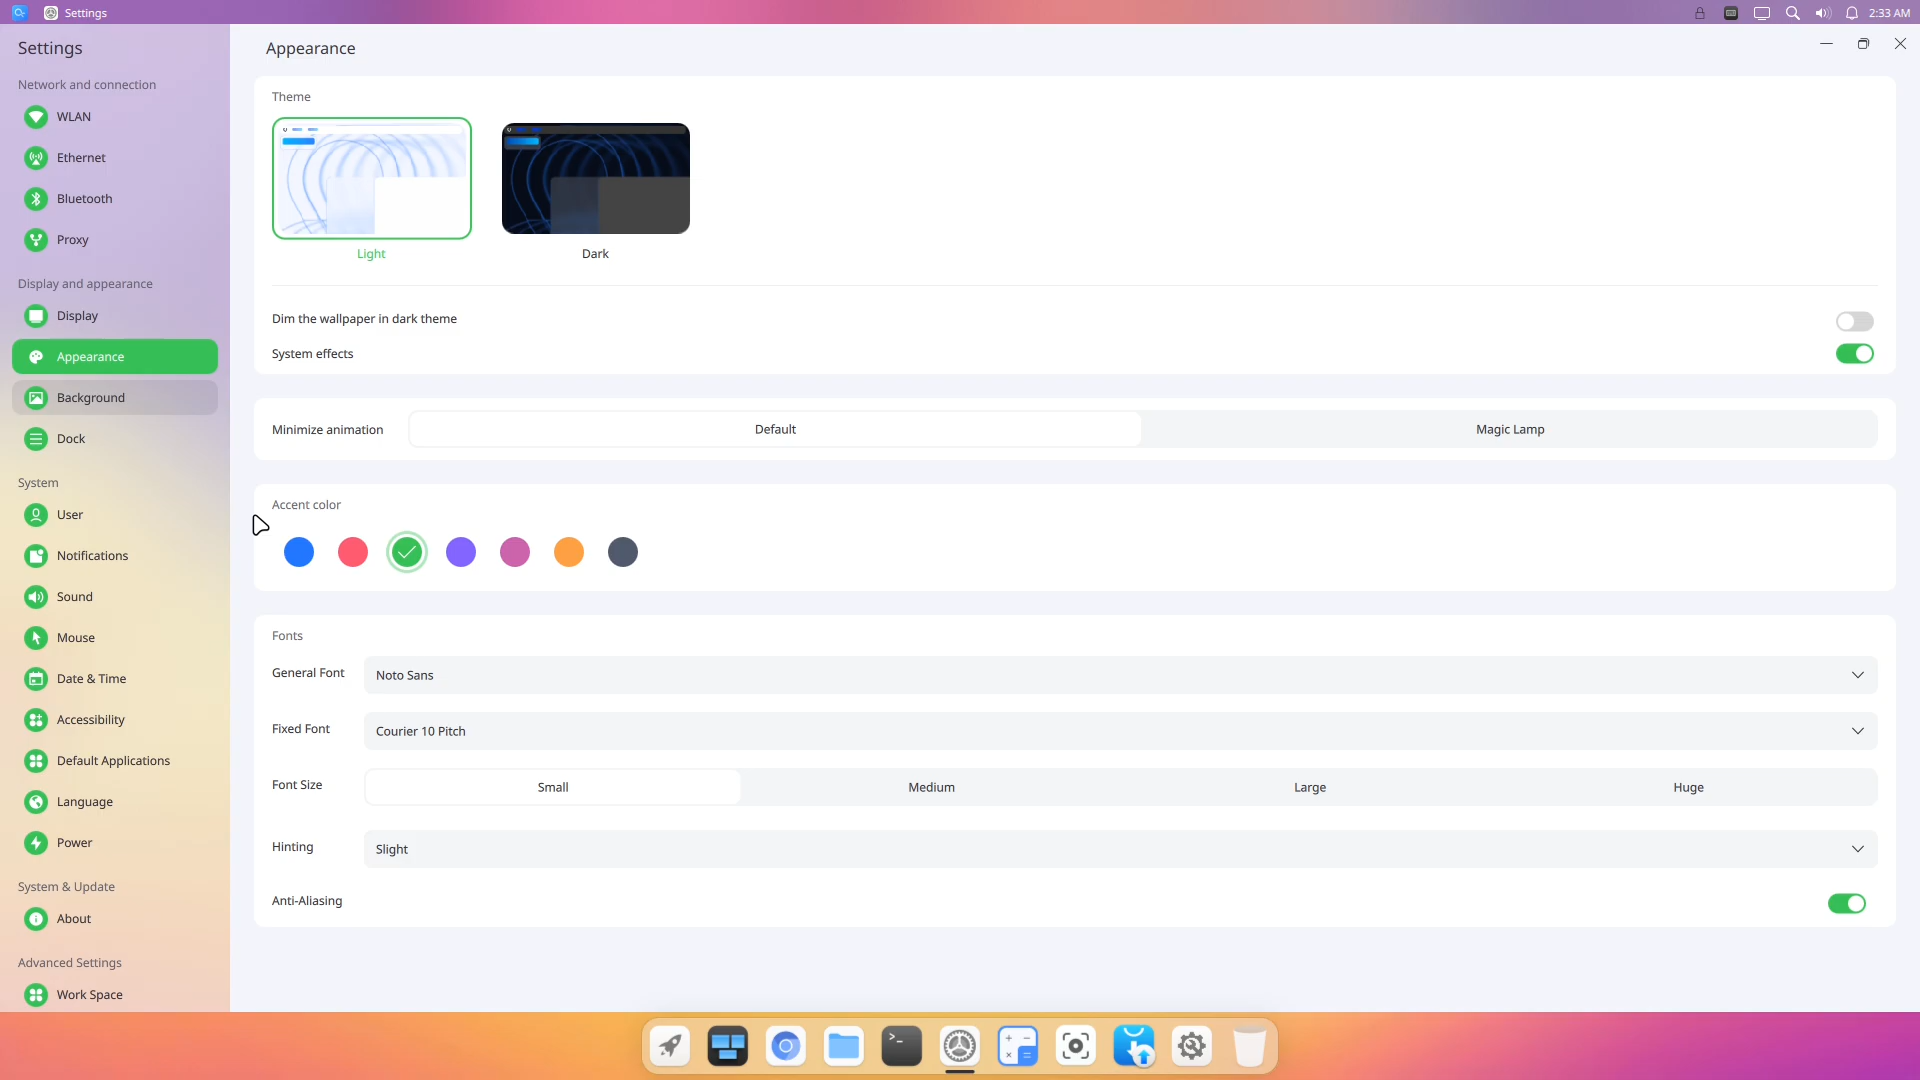 Settings
2:33 AM
Settings
Network and connection
WLAN
Ethernet
Bluetooth
Proxy
Display and appearance
Display
Appearance
Background
Dock
System
User
Notifications
Sound
Mouse
Date & Time
Accessibility
Default Applications
Language
Power
System & Update
About
Advanced Settings
Work Space
Appearance
Theme
Light
Dark
Dim the wallpaper in dark theme
System effects
Minimize animation
Default
Magic Lamp
Accent color
Fonts
General Font
Noto Sans
Fixed Font
Courier 10 Pitch
Font Size
Small
Medium
Large
Huge
Hinting
Slight
Anti-Aliasing